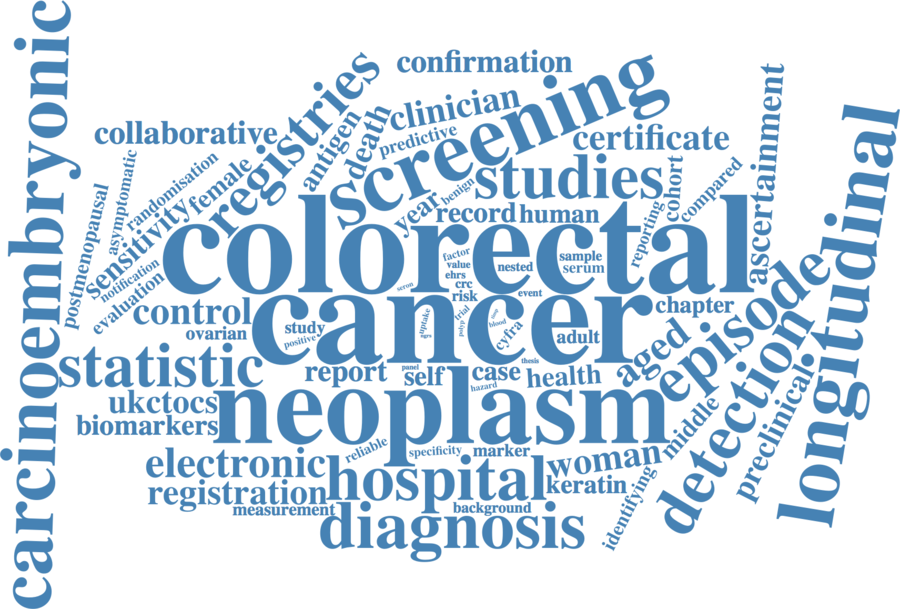 carcinoembryonic
confirmation
registries
screening
clinician
collaborative
antigen
death
predictive
certificate
ascertainment
longitudinal
randomisation
female
asymptomatic
postmenopausal
sensitivity
notification
evaluation
year
benign
studies
cohort
compared
reporting
record
human
colorectal
factor
value
ehrs
crc
risk
nested
sample
serum
event
cancer
control
ovarian
study
positive
uptake
trial
polyp
blood
cyfra
adult
chapter
episode
aged
detection
middle
preclinical
statistic
report
panel
self
case
thesis
hazard
health
ukctocs
biomarkers
neoplasm
reliable
specificity
marker
woman
keratin
identifying
electronic
registration
hospital
measurement
background
diagnosis